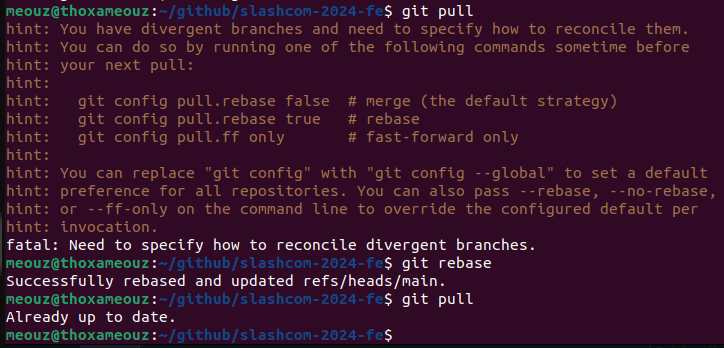 meouz@thoxameouz:~/github/slashcom-2024-fe$ git pull
hint: You have divergent branches and need to specify how to reconcile them.
hint: You can do so by running one of the following commands sometime before
hint: your next pull:
hint:
hint:   git config pull.rebase false  # merge (the default strategy)
hint:   git config pull.rebase true   # rebase
hint:   git config pull.ff only       # fast-forward only
hint:
hint: You can replace "git config" with "git config --global" to set a default
hint: preference for all repositories. You can also pass --rebase, --no-rebase,
hint: or --ff-only on the command line to override the configured default per
hint: invocation.
fatal: Need to specify how to reconcile divergent branches.
meouz@thoxameouz:~/github/slashcom-2024-fe$ git rebase
Successfully rebased and updated refs/heads/main.
meouz@thoxameouz:~/github/slashcom-2024-fe$ git pull
Already up to date.
meouz@thoxameouz:~/github/slashcom-2024-fe$